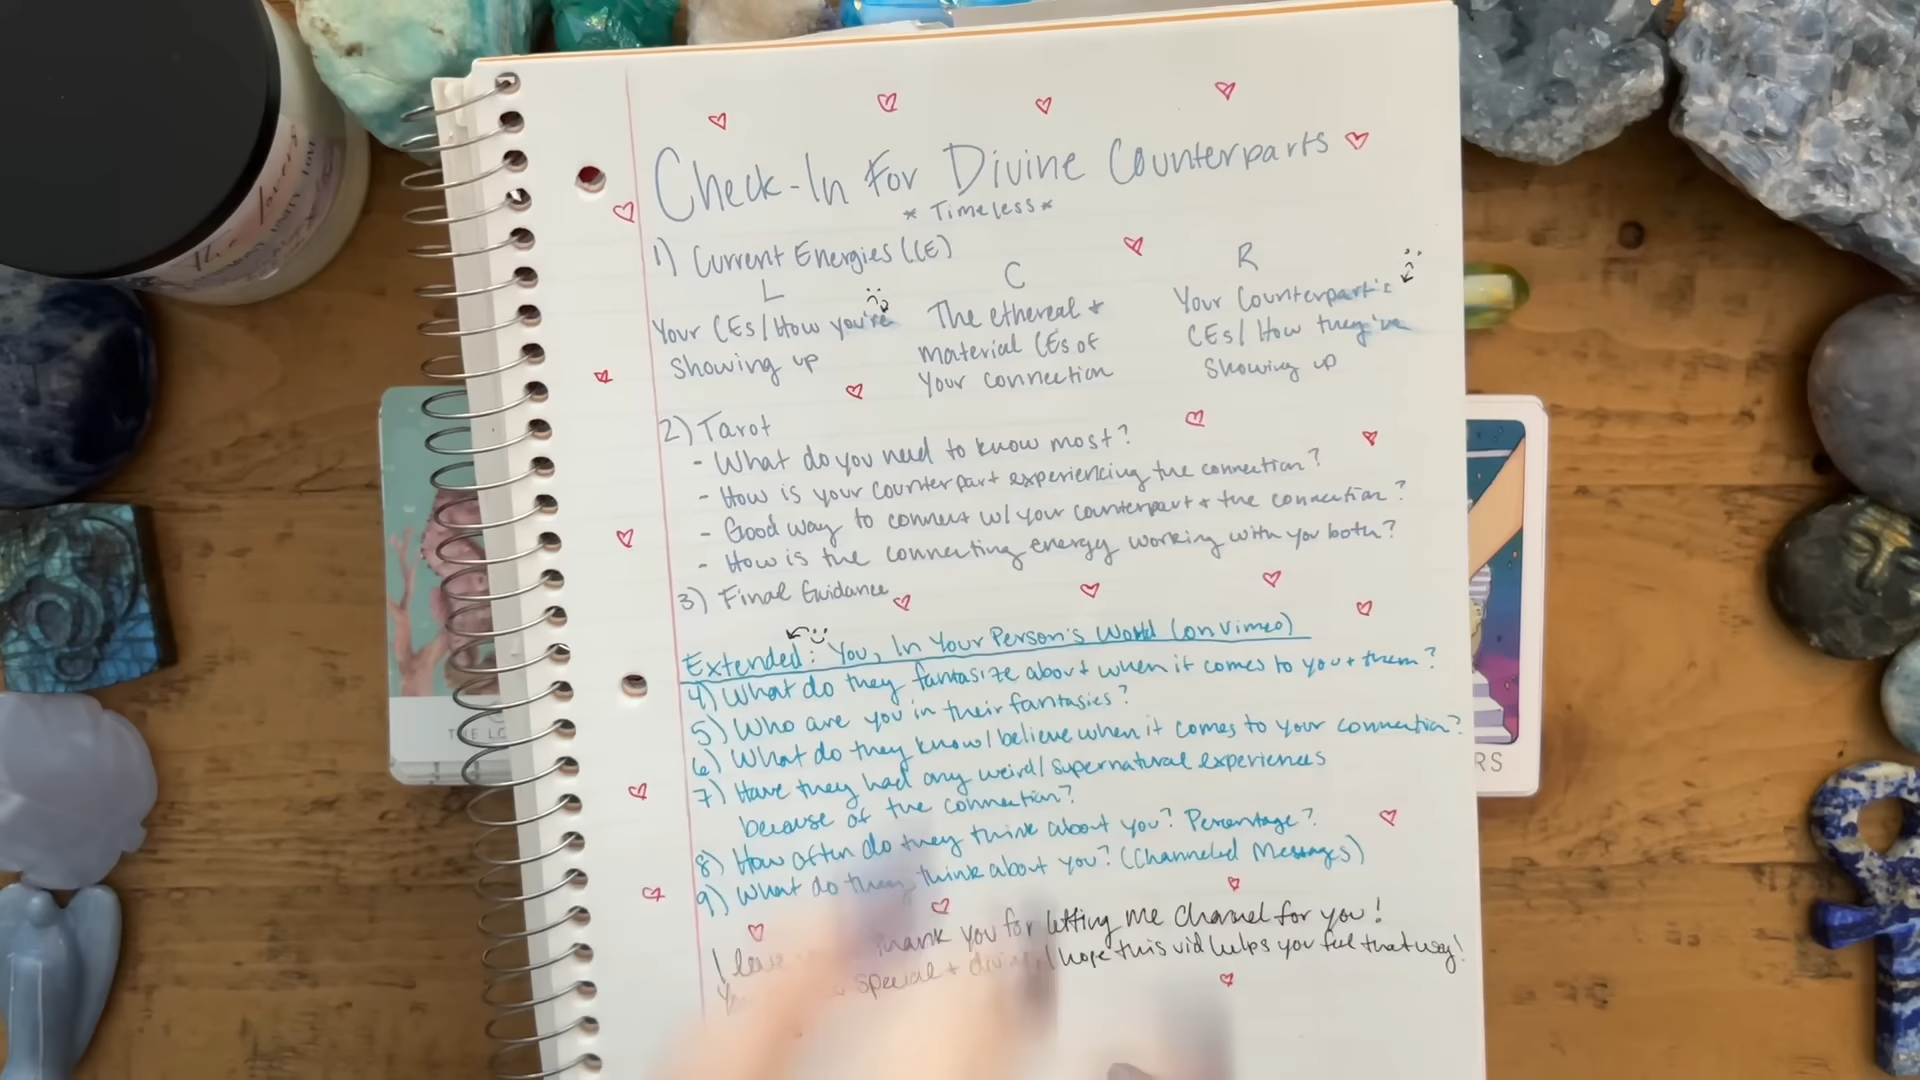 Check-In For Divine Counterparts
* Timeless *
1) Current Energies (CE)
L
Your CEs/How you're
showing up
C
The ethereal +
material CEs of
your connection
R
Your Counterpart's
CEs/How they're
showing up
2) Tarot
- What do you need to know most?
- How is your counterpart experiencing the connection?
- Good way to connect w/ your counterpart + the connection?
- How is the connecting energy working with you both?
3) Final Guidance
Extended: You, In Your Person's World (on Vimeo)
4) What do they fantasize about when it comes to you + them?
5) Who are you in their fantasies?
6) What do they know/believe when it comes to your connection?
7) Have they had any weird/supernatural experiences
because of the connection?
8) How often do they think about you? Percentage?
9) What do they think about you? (Channeled Messages)
I thank you for letting me channel for you!
special + I hope this vid helps you feel that way!
The Lovers
LOVE
THE LO
RS